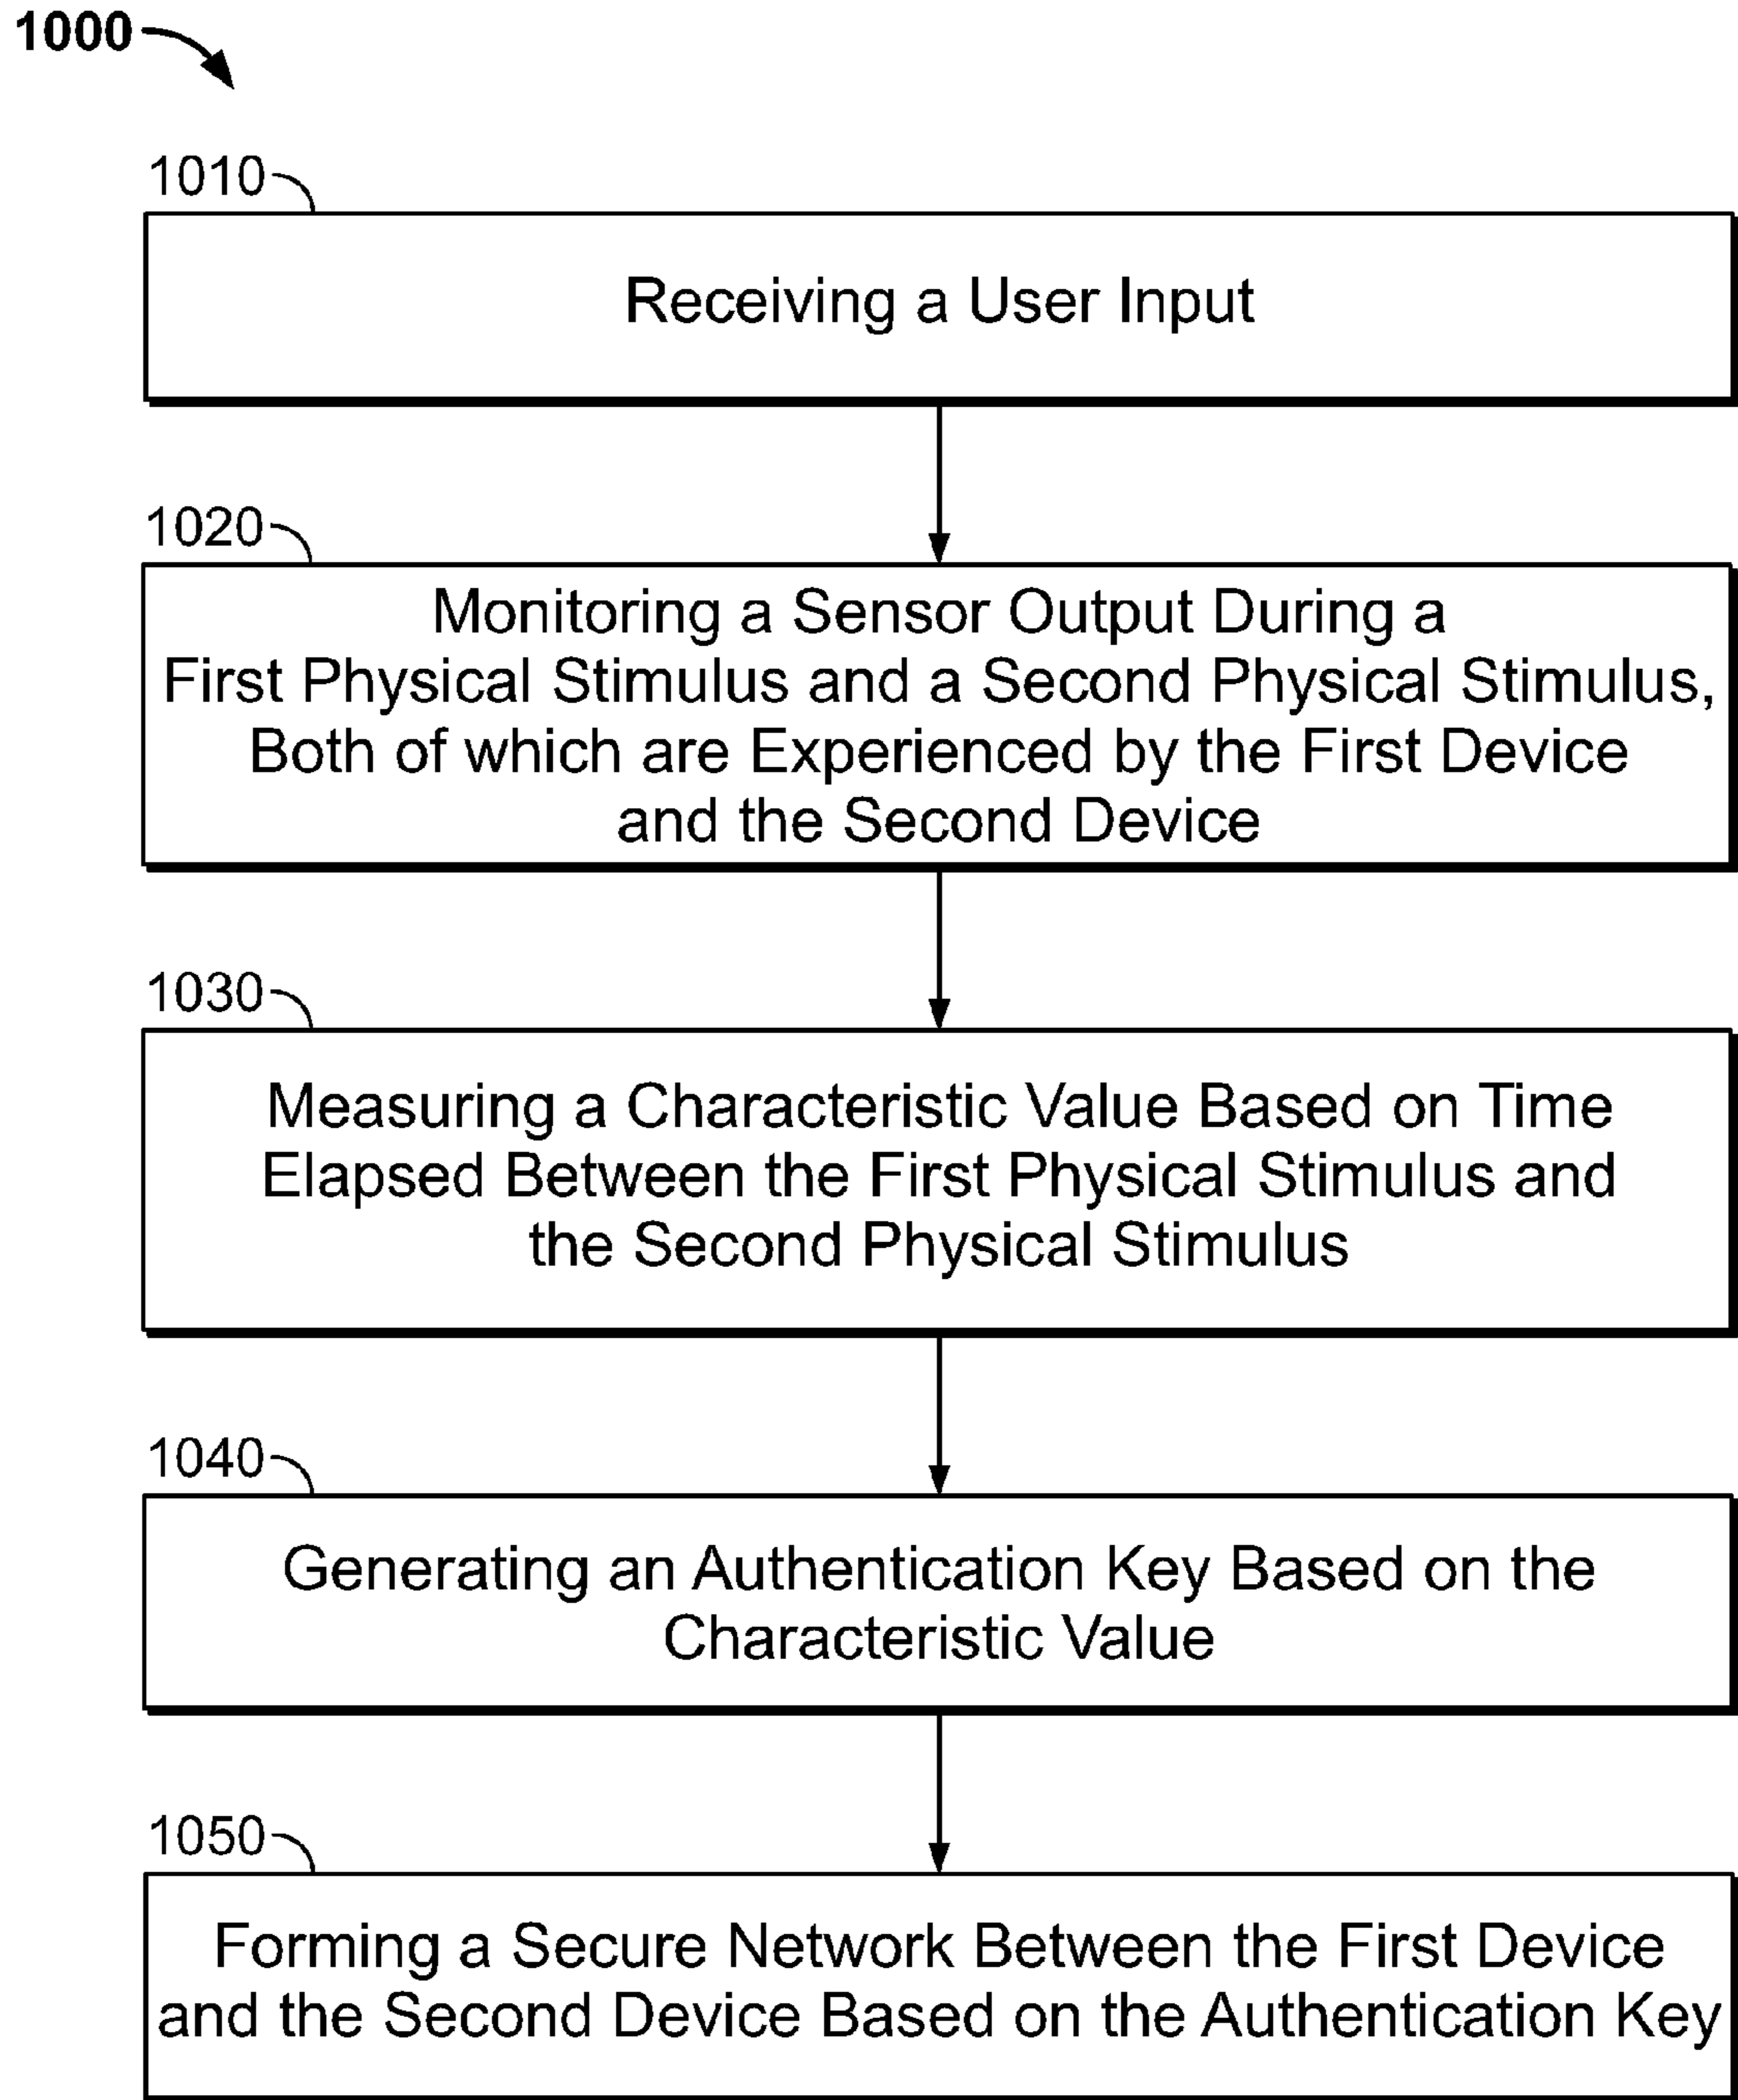 1000
1010
Receiving a User Input
1020
Monitoring a Sensor Output During a
First Physical Stimulus and a Second Physical Stimulus,
Both of which are Experienced by the First Device
and the Second Device
1030
Measuring a Characteristic Value Based on Time
Elapsed Between the First Physical Stimulus and
the Second Physical Stimulus
1040
Generating an Authentication Key Based on the
Characteristic Value
1050
Forming a Secure Network Between the First Device
and the Second Device Based on the Authentication Key